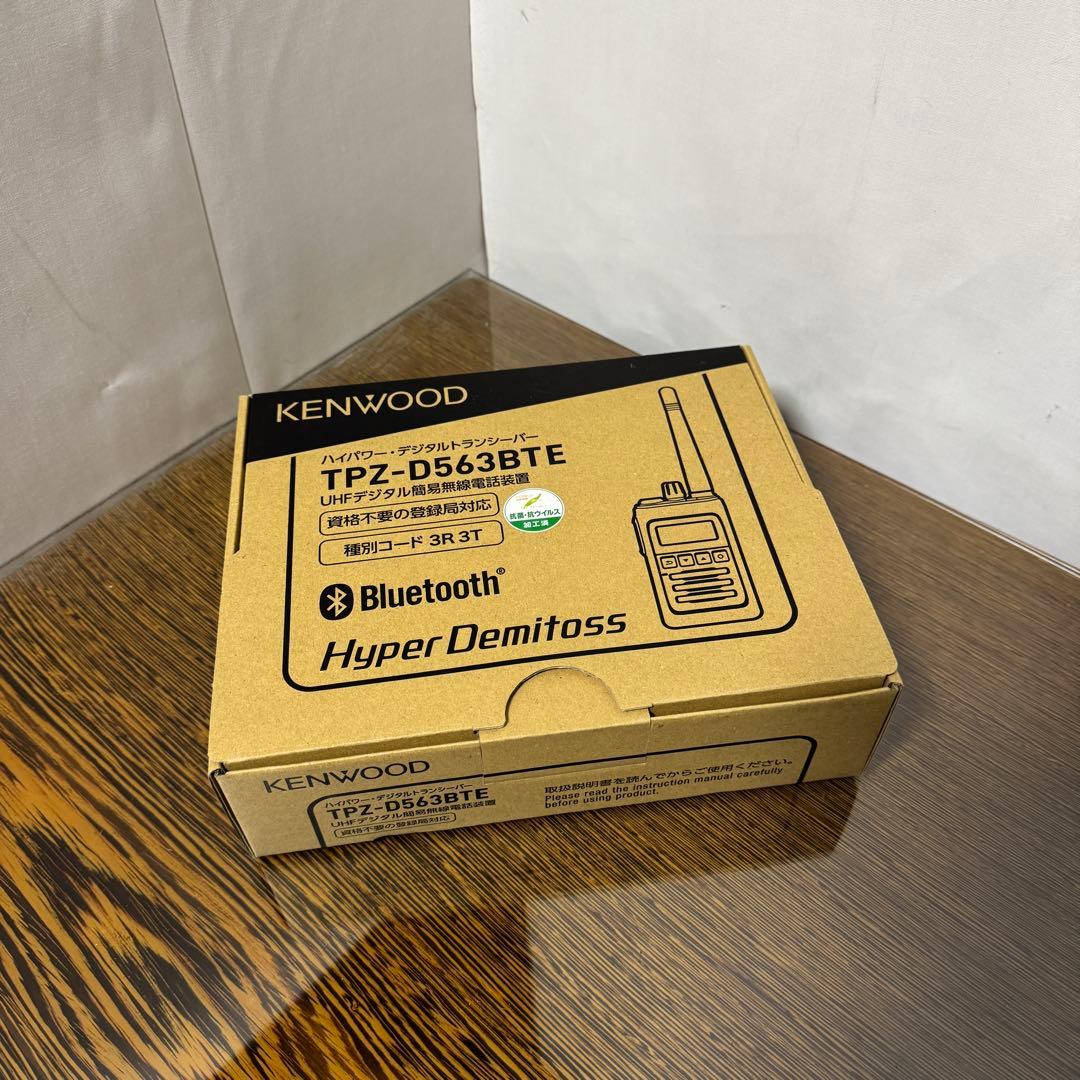 KENWOOD
ハイパワー・デジタルトランシーバー
TPZ-D563BTE
UHFデジタル簡易無線電話装置
資格不要の登録局対応
種別コード 3R 3T
抗菌・抗ウイルス
加工済
Bluetooth®
Hyper Demitoss
KENWOOD
ハイパワー・デジタルトランシーバー
TPZ-D563BTE
UHFデジタル簡易無線電話装置
資格不要の登録局対応
取扱説明書を読んでからご使用ください。
Please read the instruction manual carefully
before using product.